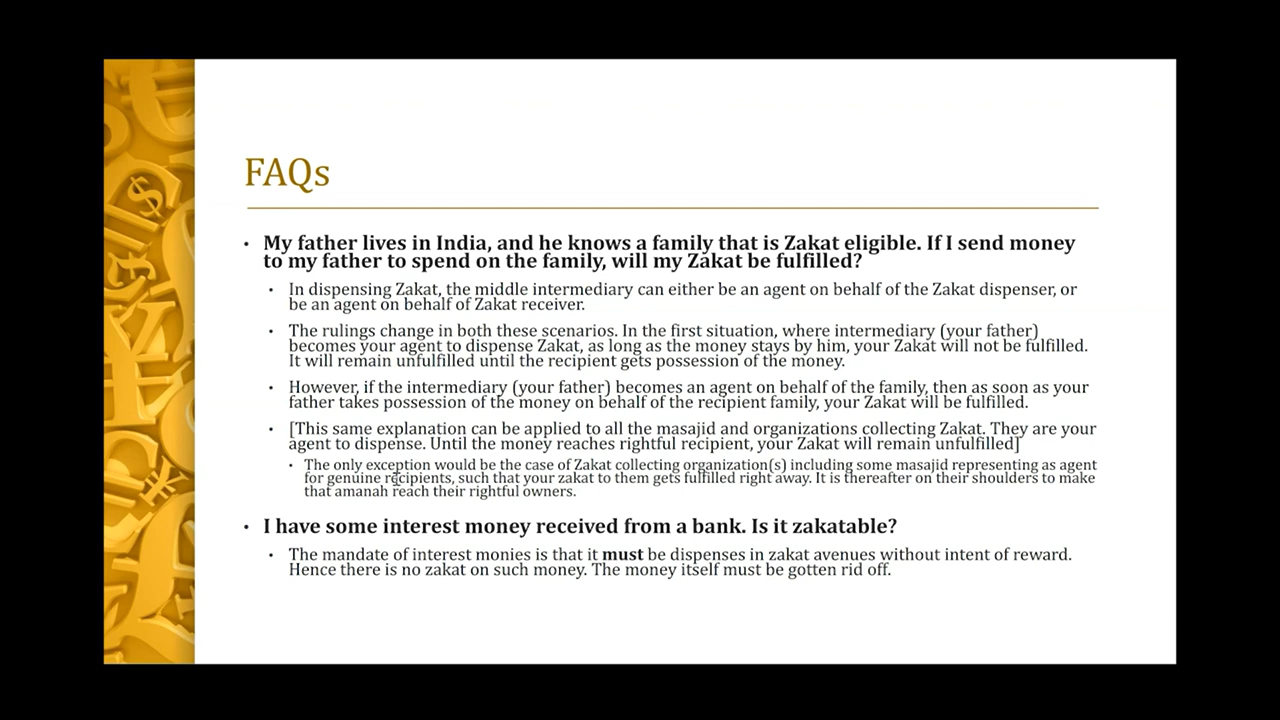 FAQs
• My father lives in India, and he knows a family that is Zakat eligible. If I send money
to my father to spend on the family, will my Zakat be fulfilled?
• In dispensing Zakat, the middle intermediary can either be an agent on behalf of the Zakat dispenser, or
be an agent on behalf of Zakat receiver.
• The rulings change in both these scenarios. In the first situation, where intermediary (your father)
becomes your agent to dispense Zakat, as long as the money stays by him, your Zakat will not be fulfilled.
It will remain unfulfilled until the recipient gets possession of the money.
• However, if the intermediary (your father) becomes an agent on behalf of the family, then as soon as your
father takes possession of the money on behalf of the recipient family, your Zakat will be fulfilled.
• [This same explanation can be applied to all the masajid and organizations collecting Zakat. They are your
agent to dispense. Until the money reaches rightful recipient, your Zakat will remain unfulfilled]
• The only exception would be the case of Zakat collecting organization(s) including some masajid representing as agent
for genuine recipients, such that your zakat to them gets fulfilled right away. It is thereafter on their shoulders to make
that amanah reach their rightful owners.
• I have some interest money received from a bank. Is it zakatable?
• The mandate of interest monies is that it must be dispenses in zakat avenues without intent of reward.
Hence there is no zakat on such money. The money itself must be gotten rid off.